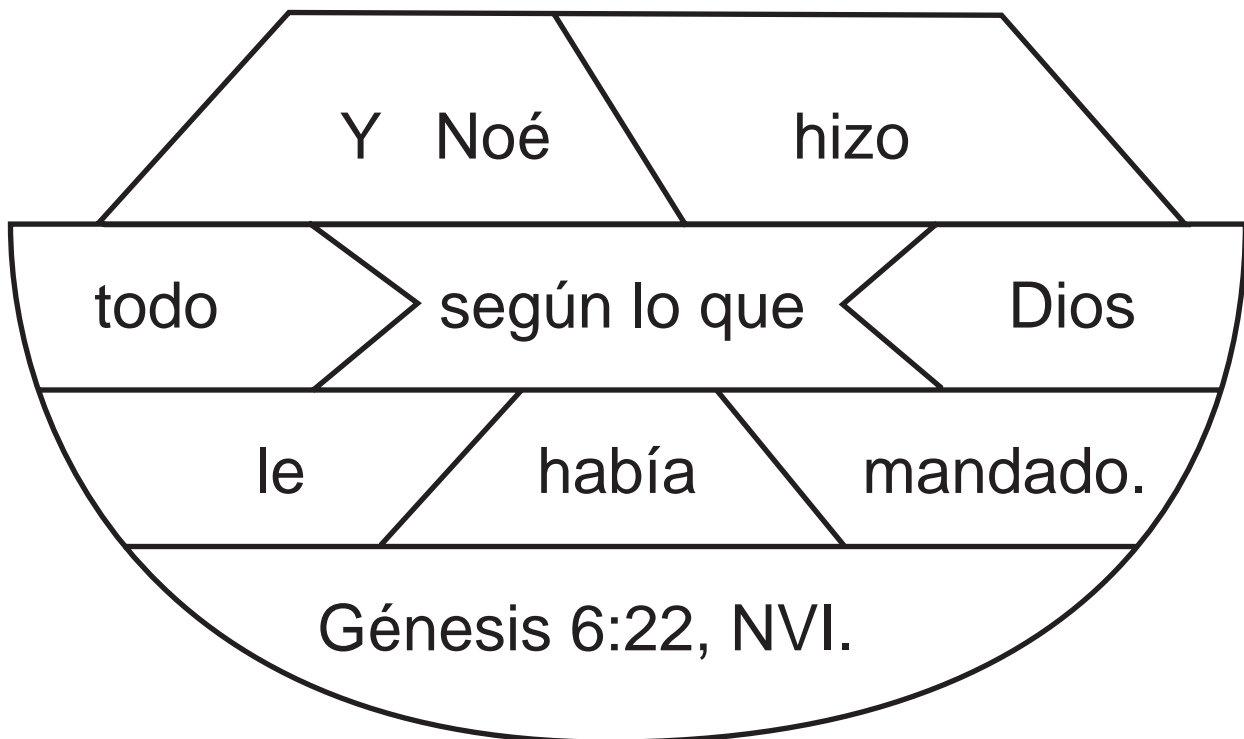 Y Noé hizo
todo según lo que Dios
le había mandado.
Génesis 6:22, NVI.